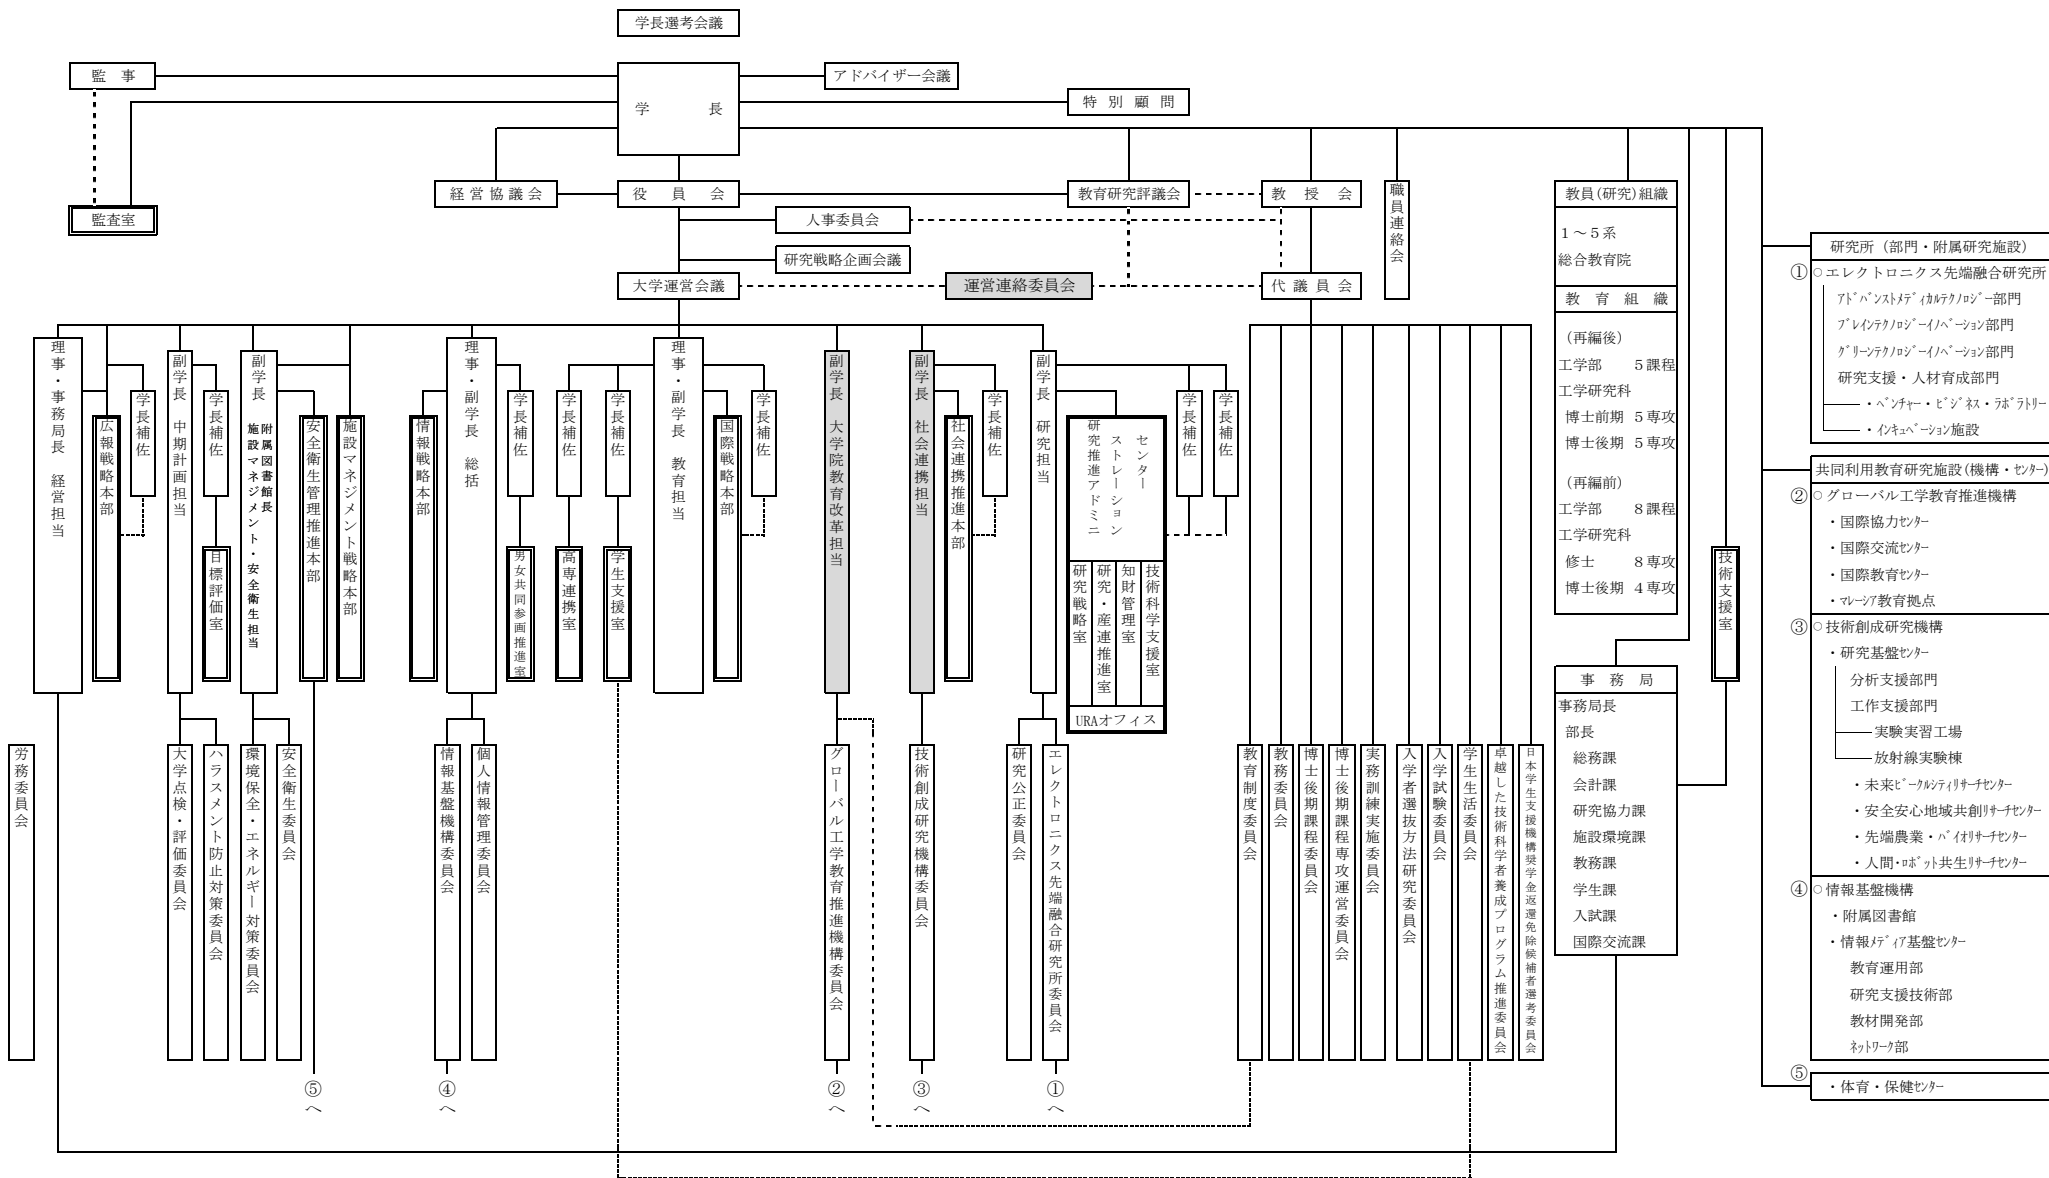 学長選考会議
監　事
学　　　長
アドバイザー会議
特 別 顧 問
経 営 協 議 会
役　員　会
教育研究評議会
教　授　会
職員連絡会
監査室
人事委員会
研究戦略企画会議
大学運営会議
運営連絡委員会
代 議 員 会
理事・事務局長　経営担当
広報戦略本部
学長補佐
副学長　中期計画担当
学長補佐
目標評価室
副学長　附属図書館長
施設マネジメント・安全衛生担当
安全衛生管理推進本部
施設マネジメント戦略本部
情報戦略本部
理事・副学長　総括
学長補佐
男女共同参画推進室
学長補佐
高専連携室
学長補佐
学生支援室
理事・副学長　教育担当
国際戦略本部
学長補佐
副学長　大学院教育改革担当
副学長　社会連携担当
社会連携推進本部
学長補佐
副学長　研究担当
研究推進アドミニ
ストレーション
センター
研究戦略室
研究・産連推進室
知財管理室
技術科学支援室
URAオフィス
学長補佐
学長補佐
労務委員会
大学点検・評価委員会
ハラスメント防止対策委員会
環境保全・エネルギー対策委員会
安全衛生委員会
⑤へ
情報基盤機構委員会
④へ
個人情報管理委員会
グローバル工学教育推進機構委員会
②へ
技術創成研究機構委員会
③へ
研究公正委員会
エレクトロニクス先端融合研究所委員会
①へ
教育制度委員会
教務委員会
博士後期課程委員会
博士後期課程専攻運営委員会
実務訓練実施委員会
入学者選抜方法研究委員会
入学試験委員会
学生生活委員会
卓越した技術科学者養成プログラム推進委員会
日本学生支援機構奨学金返還免除候補者選考委員会
教員(研究)組織
１～５系
総合教育院
教　育　組　織
（再編後）
工学部　　５課程
工学研究科
博士前期　５専攻
博士後期　５専攻
（再編前）
工学部　　８課程
工学研究科
修士　　　８専攻
博士後期　４専攻
事　務　局
事務局長
部長
総務課
会計課
研究協力課
施設環境課
教務課
学生課
入試課
国際交流課
技術支援室
研究所（部門・附属研究施設）
①○エレクトロニクス先端融合研究所
ｱﾄﾞﾊﾞﾝｽﾄﾒﾃﾞｨｶﾙﾃｸﾉﾛｼﾞｰ部門
ﾌﾞﾚｲﾝﾃｸﾉﾛｼﾞｰｲﾉﾍﾞｰｼｮﾝ部門
ｸﾞﾘｰﾝﾃｸﾉﾛｼﾞｰｲﾉﾍﾞｰｼｮﾝ部門
研究支援・人材育成部門
・ﾍﾞﾝﾁｬｰ・ﾋﾞｼﾞﾈｽ・ﾗﾎﾞﾗﾄﾘｰ
・ｲﾝｷｭﾍﾞｰｼｮﾝ施設
共同利用教育研究施設(機構・ｾﾝﾀｰ)
②○グローバル工学教育推進機構
・国際協力ｾﾝﾀｰ
・国際交流ｾﾝﾀｰ
・国際教育ｾﾝﾀｰ
・ﾏﾚｰｼｱ教育拠点
③○技術創成研究機構
・研究基盤ｾﾝﾀｰ
分析支援部門
工作支援部門
実験実習工場
放射線実験棟
・未来ﾋﾞｰｸﾙｼﾃｨﾘｻｰﾁｾﾝﾀｰ
・安全安心地域共創ﾘｻｰﾁｾﾝﾀｰ
・先端農業・ﾊﾞｲｵﾘｻｰﾁｾﾝﾀｰ
・人間・ﾛﾎﾞｯﾄ共生ﾘｻｰﾁｾﾝﾀｰ
④○情報基盤機構
・附属図書館
・情報ﾒﾃﾞｨｱ基盤ｾﾝﾀｰ
教育運用部
研究支援技術部
教材開発部
ﾈｯﾄﾜｰｸ部
⑤
・体育・保健ｾﾝﾀｰ